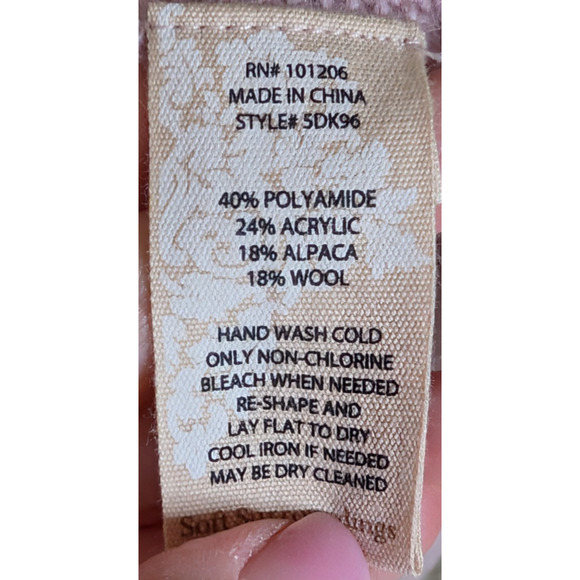 RN# 101206
MADE IN CHINA
STYLE# 5DK96
40% POLYAMIDE
24% ACRYLIC
18% ALPACA
18% WOOL
HAND WASH COLD
ONLY NON-CHLORINE
BLEACH WHEN NEEDED
RE-SHAPE AND
LAY FLAT TO DRY
COOL IRON IF NEEDED
MAY BE DRY CLEANED
Soft